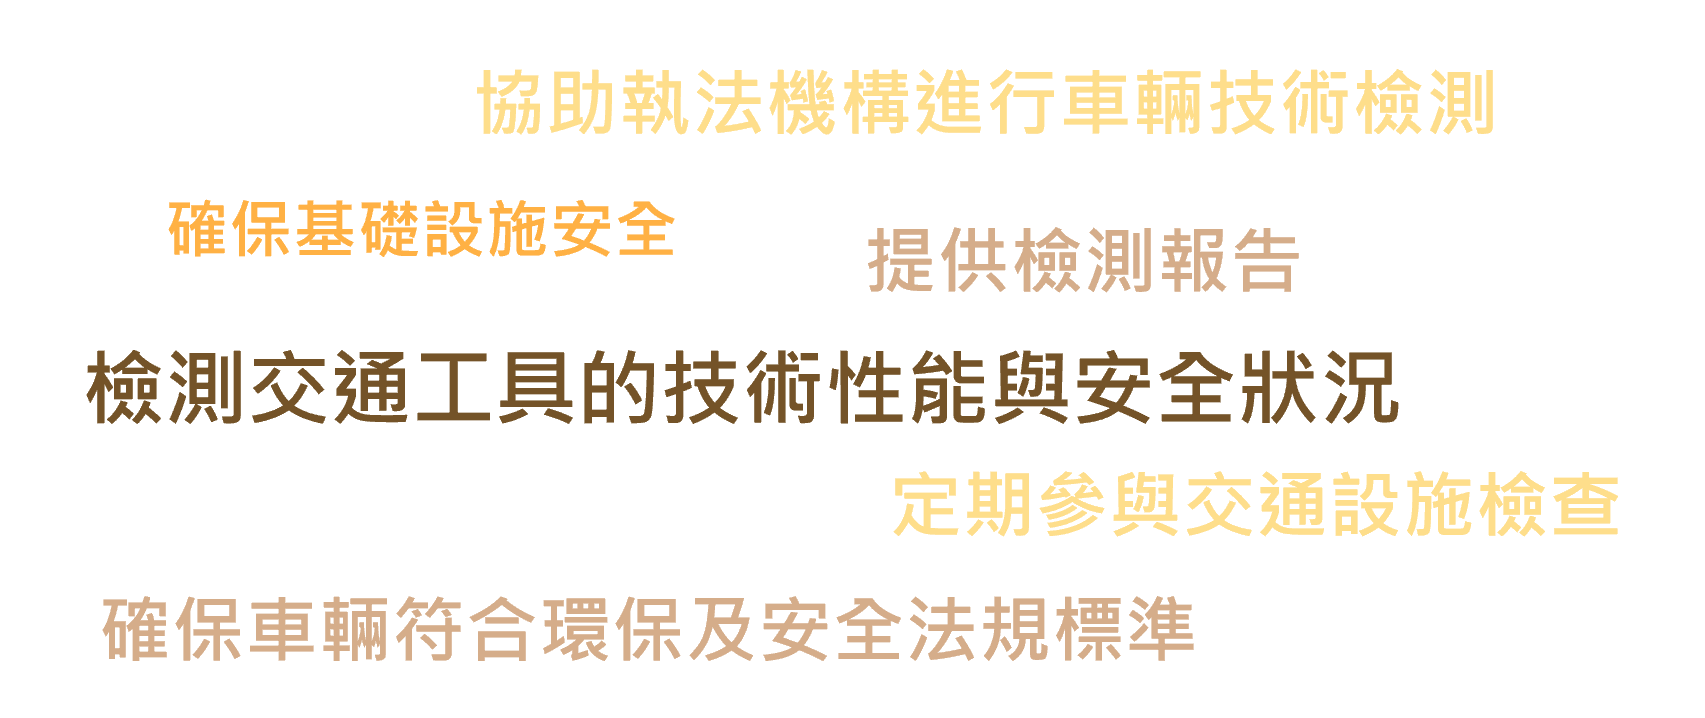 協助執法機構進行車輛技術檢測
確保基礎設施安全
提供檢測報告
檢測交通工具的技術性能與安全狀況
定期參與交通設施檢查
確保車輛符合環保及安全法規標準